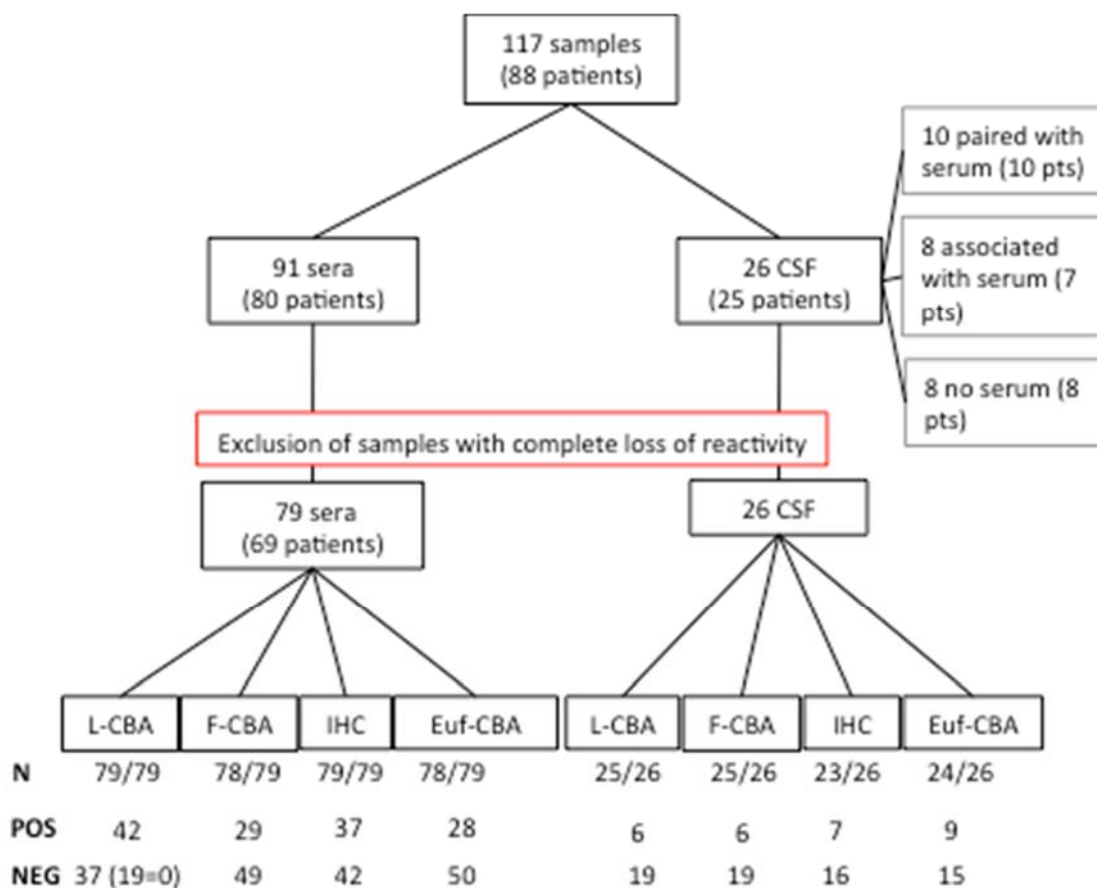 117 samples
(88 patients)
10 paired with
serum (10 pts)
8 associated
with serum (7
pts)
8 no serum (8
pts)
91 sera
(80 patients)
26 CSF
(25 patients)
Exclusion of samples with complete loss of reactivity
79 sera
(69 patients)
26 CSF
L-CBA F-CBA IHC Euf-CBA L-CBA F-CBA IHC Euf-CBA
N 79/79 78/79 79/79 78/79 25/26 25/26 23/26 24/26
POS 42 29 37 28 6 6 7 9
NEG 37 (19=0) 49 42 50 19 19 16 15